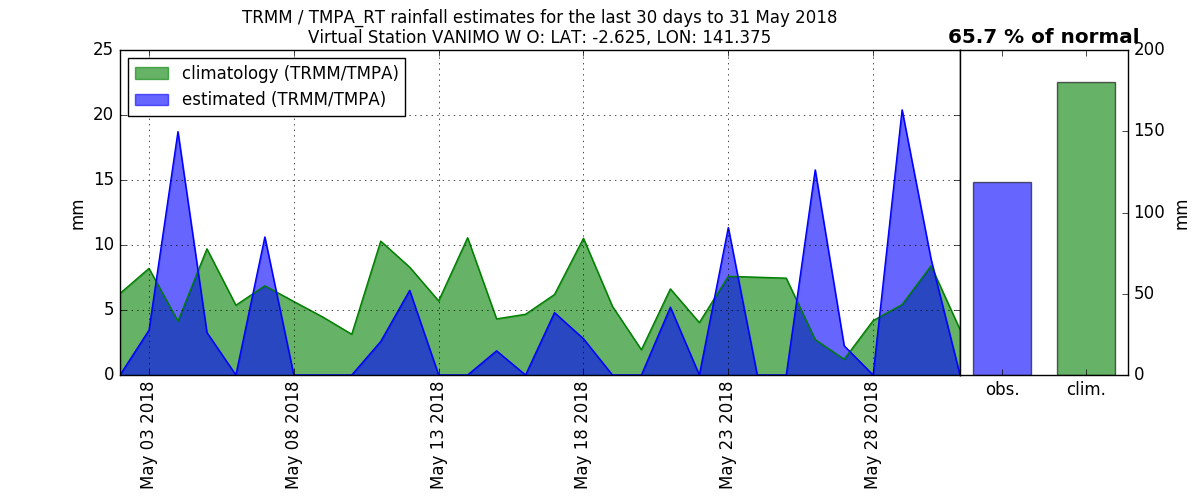 TRMM / TMPA_RT rainfall estimates for the last 30 days to 31 May 2018
Virtual Station VANIMO W O: LAT: -2.625, LON: 141.375
65.7 % of normal
climatology (TRMM/TMPA)
estimated (TRMM/TMPA)
25
20
15
10
5
0
mm
May 03 2018
May 08 2018
May 13 2018
May 18 2018
May 23 2018
May 28 2018
200
150
100
50
0
mm
obs.
clim.